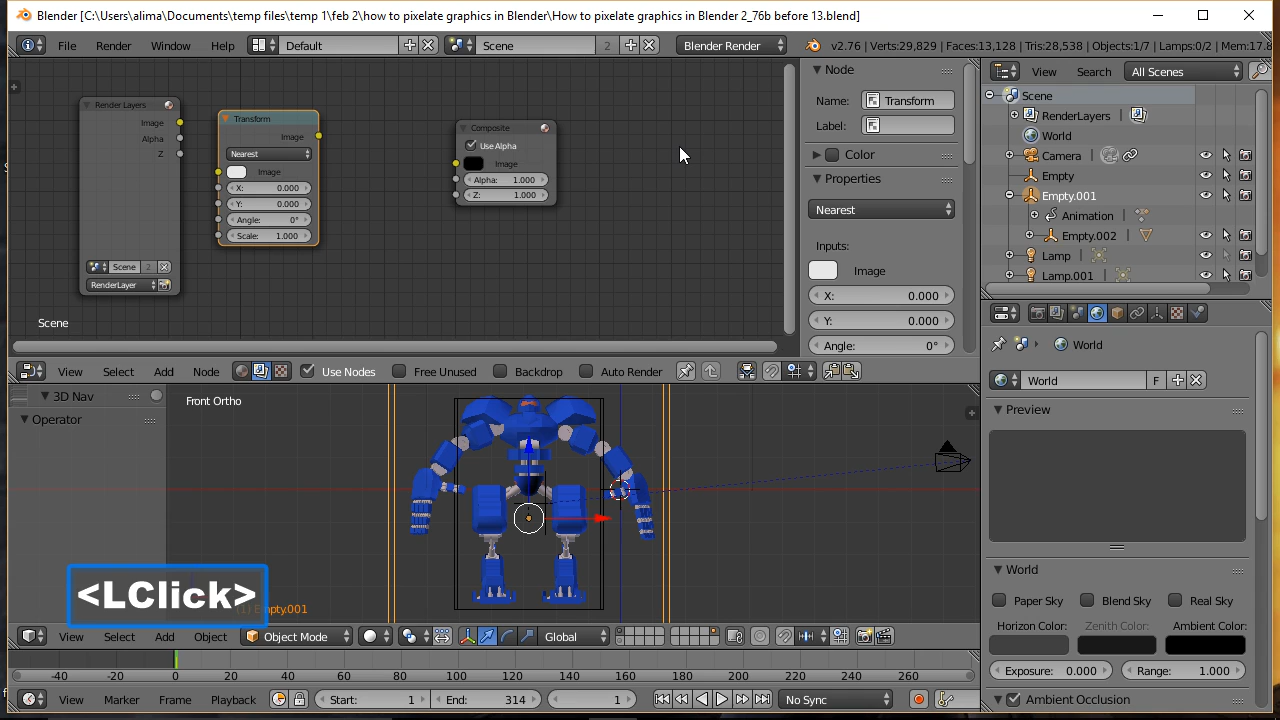 Blender [C:\Users\alima\Documents\temp files\temp 1\feb 2\how to pixelate graphics in Blender\How to pixelate graphics in Blender 2_76b before 13.blend]
File Render Window Help Default Scene 2 Blender Render v2.76 | Verts:29,829 | Faces:13,128 | Tris:28,538 | Objects:1/7 | Lamps:0/2 | Mem:17.8
View Search All Scenes
Render Layers
Image
Alpha
Z
Scene 2
RenderLayer
Transform
Image
Nearest
Image
X: 0.000
Y: 0.000
Angle: 0°
Scale: 1.000
Composite
Use Alpha
Image
Alpha: 1.000
Z: 1.000
Scene
Node
Name: Transform
Label:
Color
Properties
Nearest
Inputs:
Image
X: 0.000
Y: 0.000
Angle: 0°
Scene
RenderLayers
World
Camera
Empty
Empty.001
Animation
Empty.002
Lamp
Lamp.001
View Select Add Node Use Nodes Free Unused Backdrop Auto Render
3D Nav
Operator
Front Ortho
<LClick>
(1) Empty.001
View Select Add Object Object Mode Global
-40 -20 0 20 40 60 80 100 120 140 160 180 200 220 240 260
View Marker Frame Playback Start: 1 End: 314 1 No Sync
World
World F
Preview
World
Paper Sky Blend Sky Real Sky
Horizon Color: Zenith Color: Ambient Color:
Exposure: 0.000 Range: 1.000
Ambient Occlusion